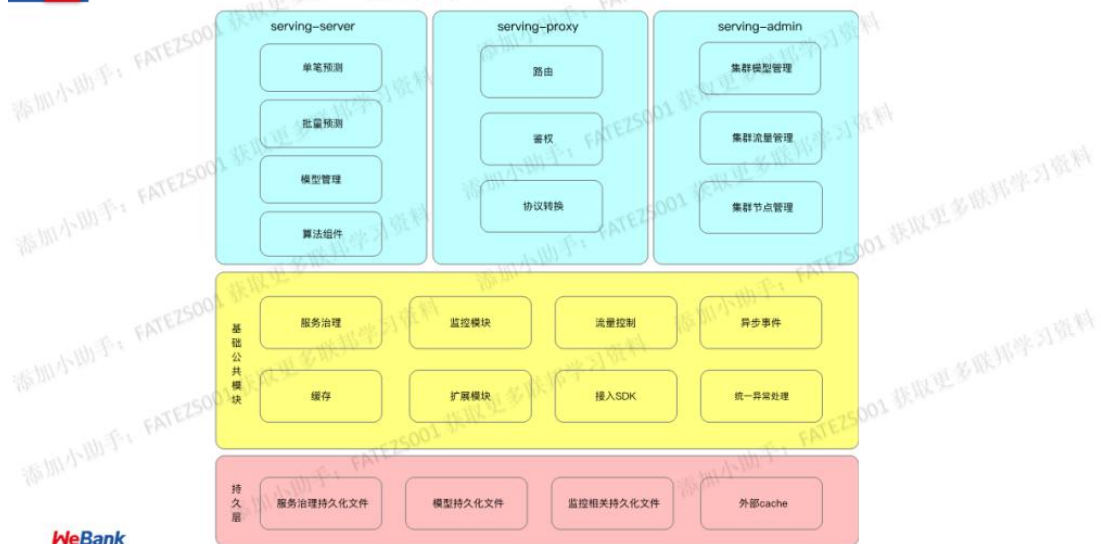 serving-server
serving-proxy
serving-admin
单笔预测
路由
集群模型管理
批量预测
鉴权
集群流量管理
模型管理
协议转换
集群节点管理
算法组件
基础公共模块
服务治理
监控模块
流量控制
异步事件
缓存
扩展模块
接入SDK
统一异常处理
持久层
服务治理持久化文件
模型持久化文件
监控相关持久化文件
外部cache
WeBank
添加小助手：FATEZS001 获取更多联邦学习资料